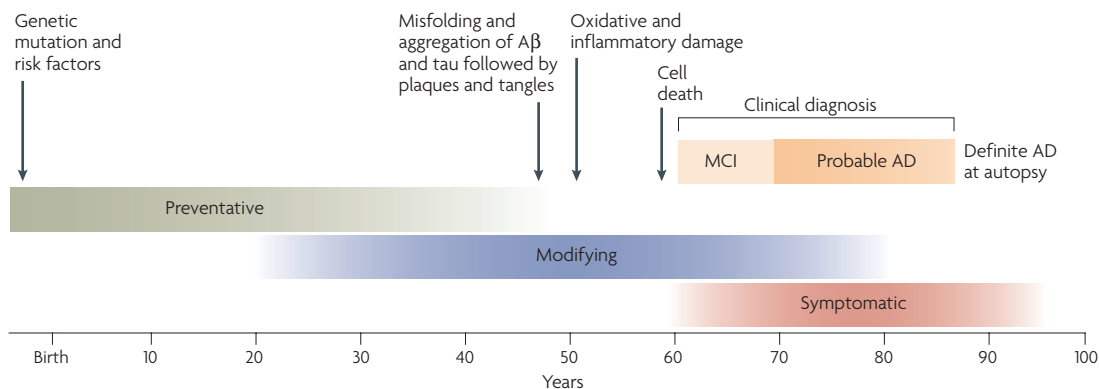 Genetic
mutation and
risk factors
Misfolding and
aggregation of Aβ
and tau followed by
plaques and tangles
Oxidative and
inflammatory damage
Cell
death
Clinical diagnosis
MCI
Probable AD
Definite AD
at autopsy
Preventative
Modifying
Symptomatic
Birth 10 20 30 40 50 60 70 80 90 100
Years